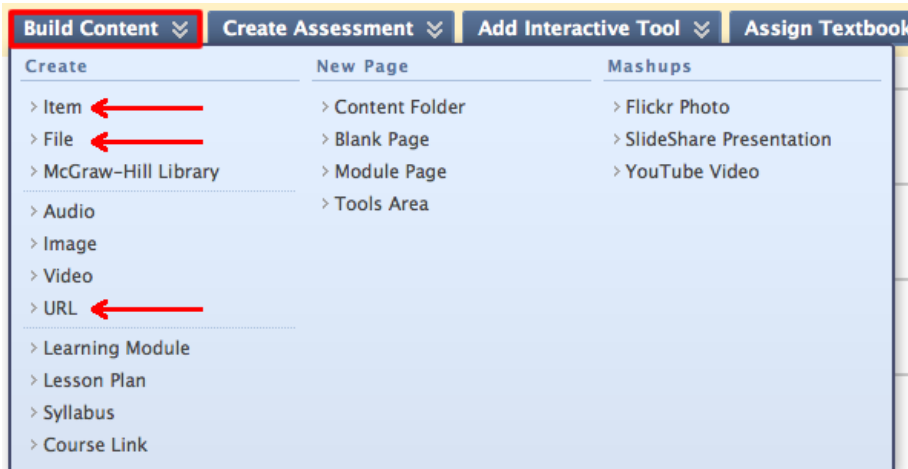 Build Content Create Assessment Add Interactive Tool Assign Textbook
Create
Item
File
McGraw-Hill Library
Audio
Image
Video
URL
Learning Module
Lesson Plan
Syllabus
Course Link
New Page
Content Folder
Blank Page
Module Page
Tools Area
Mashups
Flickr Photo
SlideShare Presentation
YouTube Video